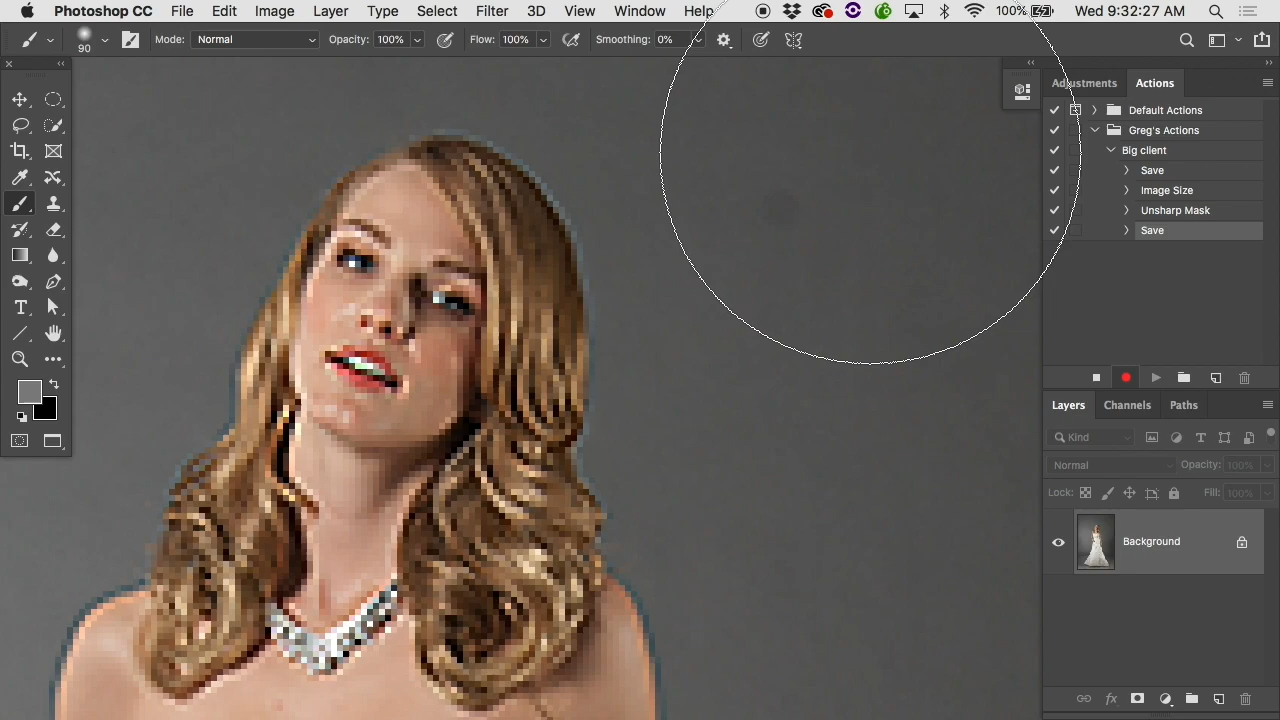 Photoshop CC File Edit Image Layer Type Select Filter 3D View Window Help 100% Wed 9:32:27 AM
90 Mode: Normal Opacity: 100% Flow: 100% Smoothing: 0%
Adjustments Actions
Default Actions
Greg's Actions
Big client
Save
Image Size
Unsharp Mask
Save
Layers Channels Paths
Kind
Normal Opacity: 100%
Lock: Fill: 100%
Background